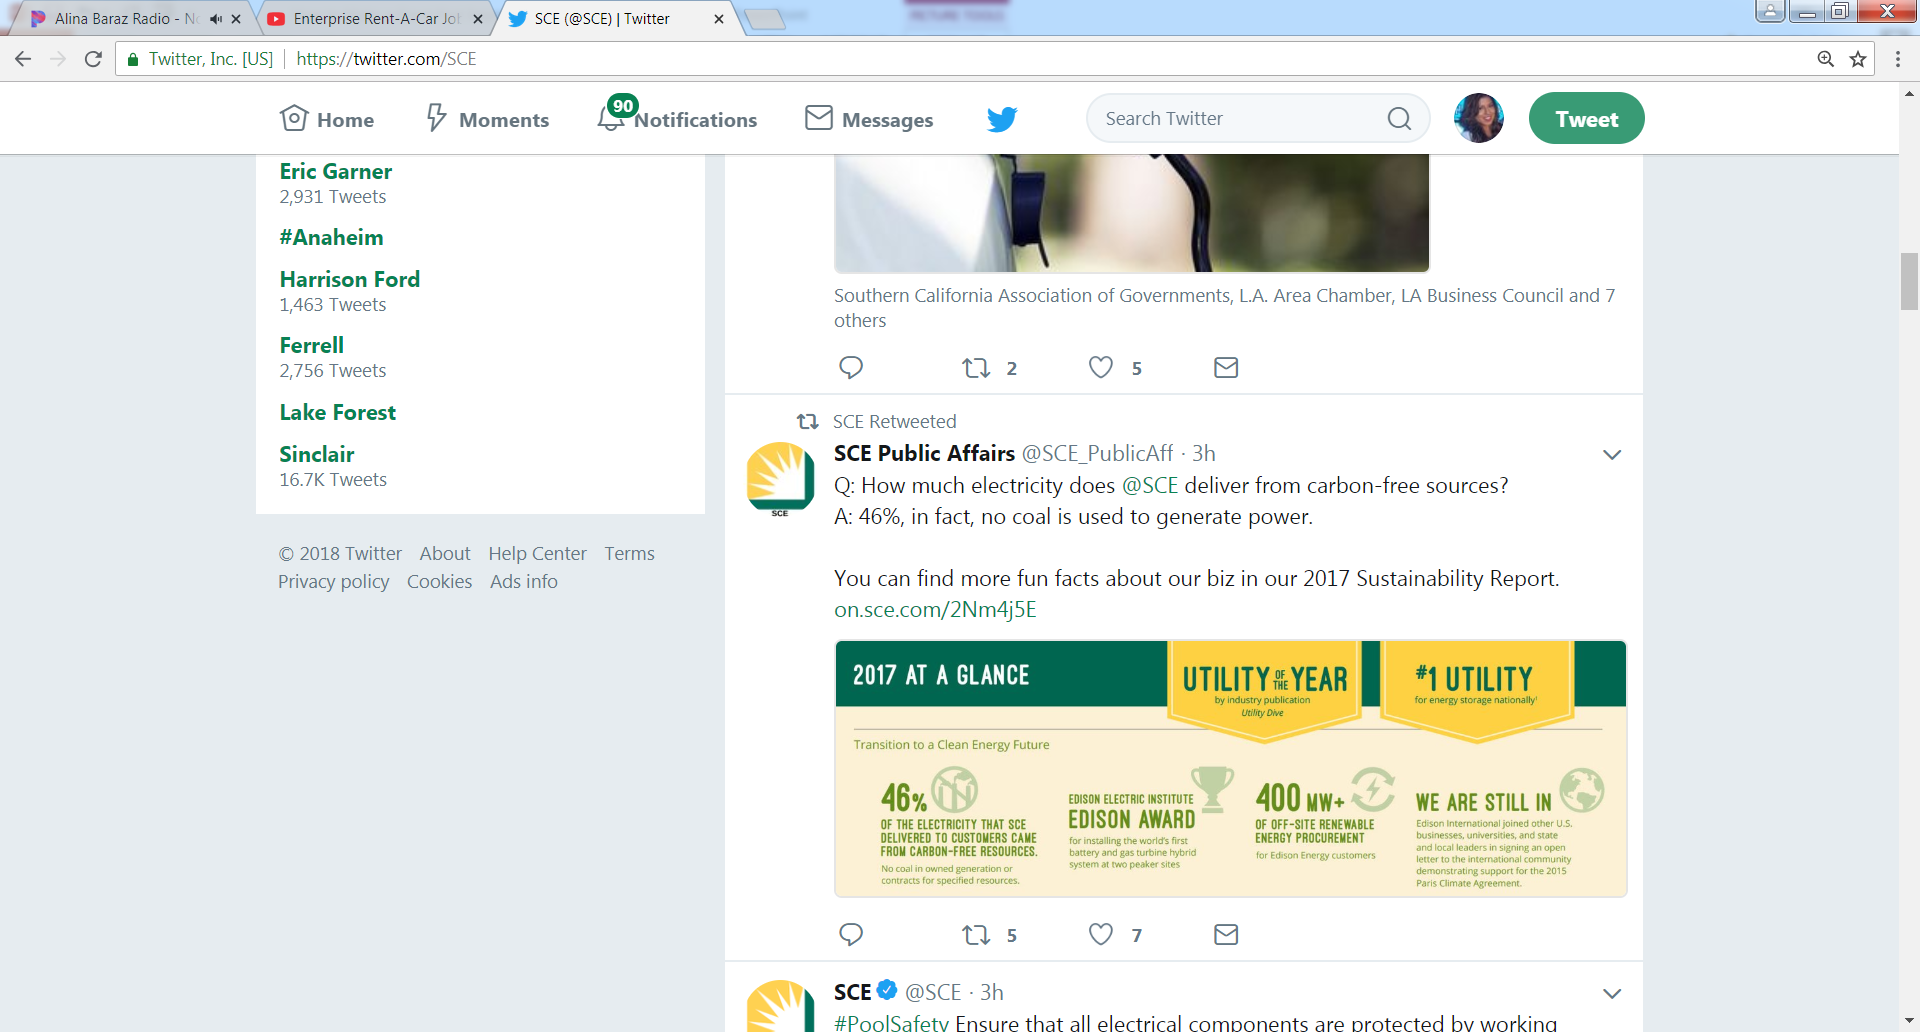 Alina Baraz Radio - N
Enterprise Rent-A-Car Jo
SCE (@SCE) | Twitter
Twitter, Inc. [US]
https://twitter.com/SCE
PICTURE TOOLS
Home
Moments
90
Notifications
Messages
Search Twitter
Tweet
Eric Garner
2,931 Tweets
#Anaheim
Harrison Ford
1,463 Tweets
Ferrell
2,756 Tweets
Lake Forest
Sinclair
16.7K Tweets
© 2018 Twitter About Help Center Terms
Privacy policy Cookies Ads info
Southern California Association of Governments, L.A. Area Chamber, LA Business Council and 7
others
2
5
SCE Retweeted
SCE
SCE Public Affairs @SCE_PublicAff · 3h
Q: How much electricity does @SCE deliver from carbon-free sources?
A: 46%, in fact, no coal is used to generate power.
You can find more fun facts about our biz in our 2017 Sustainability Report.
on.sce.com/2Nm4j5E
2017 AT A GLANCE
UTILITY OF THE YEAR
by industry publication
Utility Dive
#1 UTILITY
for energy storage nationally¹
Transition to a Clean Energy Future
46%
OF THE ELECTRICITY THAT SCE
DELIVERED TO CUSTOMERS CAME
FROM CARBON-FREE RESOURCES.
No coal in owned generation or
contracts for specified resources.
EDISON ELECTRIC INSTITUTE
EDISON AWARD
for installing the world's first
battery and gas turbine hybrid
system at two peaker sites
400 MW+
OF OFF-SITE RENEWABLE
ENERGY PROCUREMENT
for Edison Energy customers
WE ARE STILL IN
Edison International joined other U.S.
businesses, universities, and state
and local leaders in signing an open
letter to the international community
demonstrating support for the 2015
Paris Climate Agreement.
5
7
SCE @SCE · 3h
#PoolSafety Ensure that all electrical components are protected by working